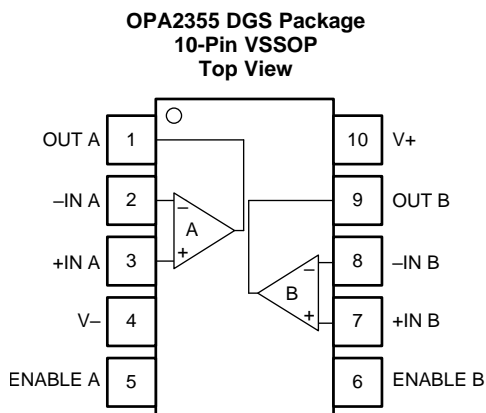 OPA2355 DGS Package
10-Pin VSSOP
Top View
OUT A 1 10 V+
–IN A 2 – 9 OUT B
A
+IN A 3 + – 8 –IN B
B
V– 4 + 7 +IN B
ENABLE A 5 6 ENABLE B